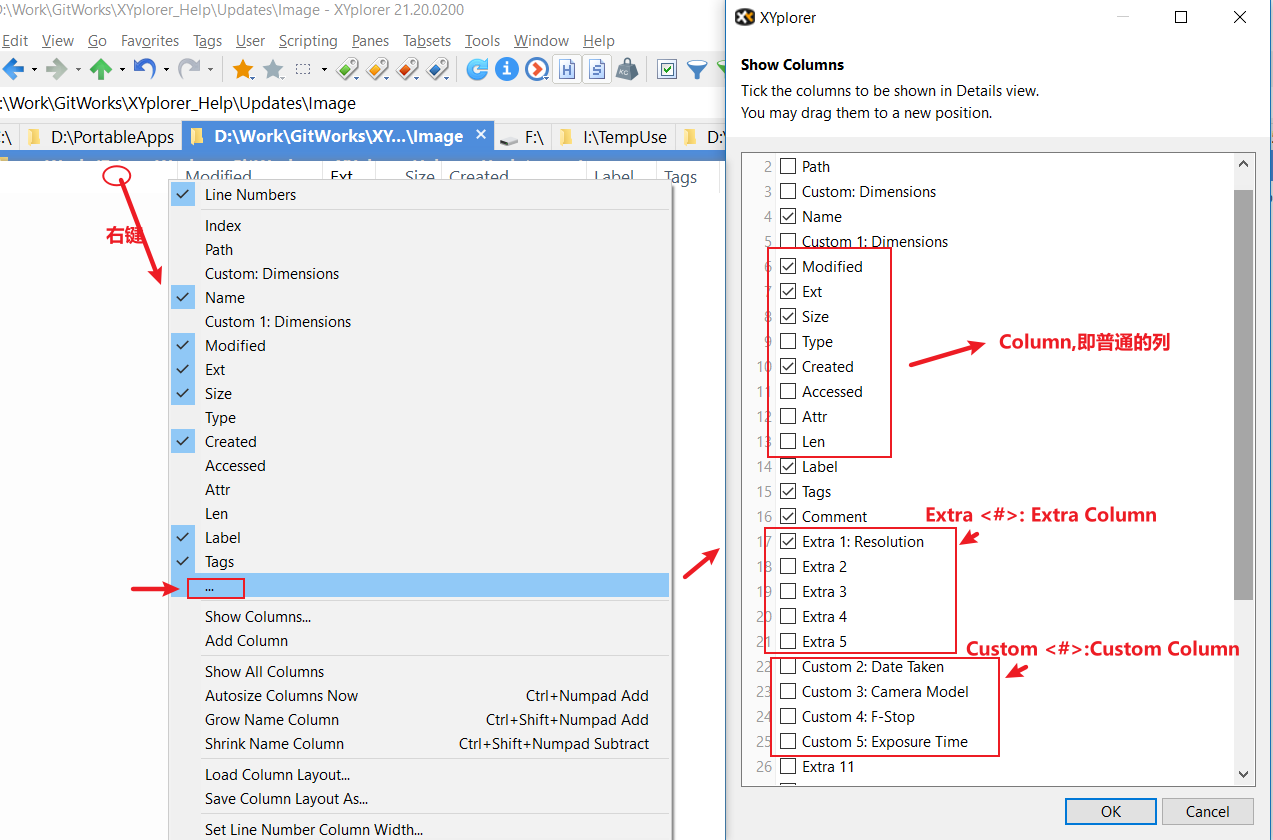 D:\Work\GitWorks\XYplorer_Help\Updates\Image - XYplorer 21.20.0200
Edit View Go Favorites Tags User Scripting Panes Tabsets Tools Window Help
:\Work\GitWorks\XYplorer_Help\Updates\Image
:\ D:\PortableApps D:\Work\GitWorks\XY...\Image × F:\ I:\TempUse D:\
Modified Ext Size Created Label Tags
右键
Line Numbers
Index
Path
Custom: Dimensions
Name
Custom 1: Dimensions
Modified
Ext
Size
Type
Created
Accessed
Attr
Len
Label
Tags
...
Show Columns...
Add Column
Show All Columns
Autosize Columns Now Ctrl+Numpad Add
Grow Name Column Ctrl+Shift+Numpad Add
Shrink Name Column Ctrl+Shift+Numpad Subtract
Load Column Layout...
Save Column Layout As...
Set Line Number Column Width...
XYplorer
Show Columns
Tick the columns to be shown in Details view.
You may drag them to a new position.
2 Path
3 Custom: Dimensions
4 Name
5 Custom 1: Dimensions
6 Modified
7 Ext
8 Size
9 Type
10 Created
11 Accessed
12 Attr
13 Len
14 Label
15 Tags
16 Comment
17 Extra 1: Resolution
18 Extra 2
19 Extra 3
20 Extra 4
21 Extra 5
22 Custom 2: Date Taken
23 Custom 3: Camera Model
24 Custom 4: F-Stop
25 Custom 5: Exposure Time
26 Extra 11
Column,即普通的列
Extra <#>: Extra Column
Custom <#>:Custom Column
OK Cancel